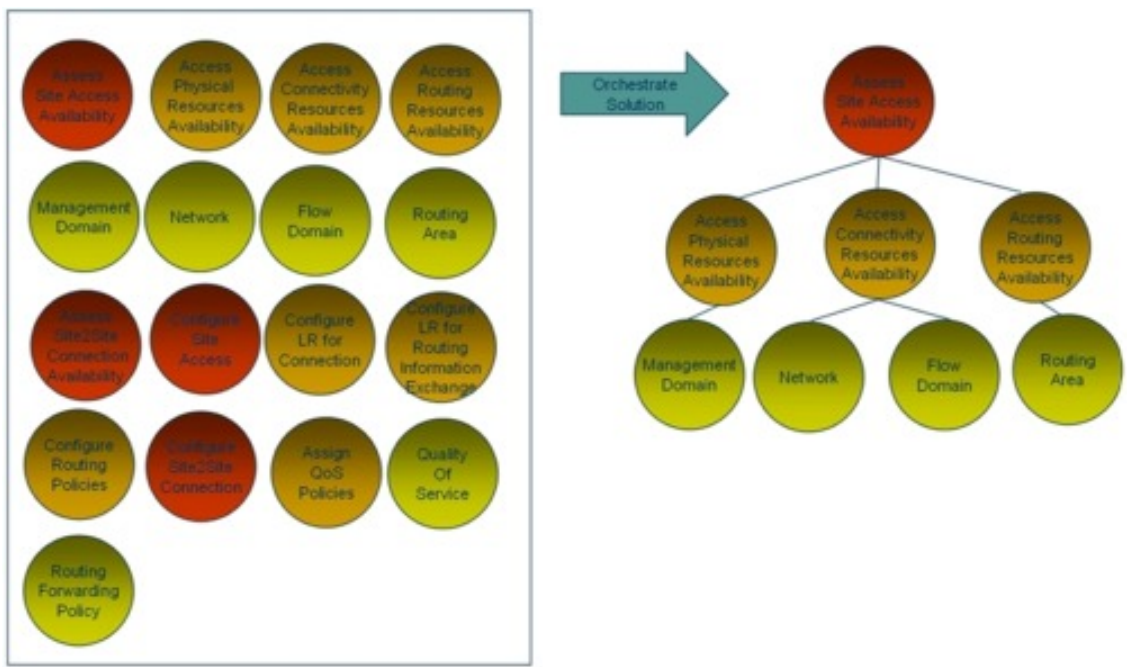 Assess
Site Access
Availability
Access
Physical
Resources
Availability
Access
Connectivity
Resources
Availability
Access
Routing
Resources
Availability
Management
Domain
Network
Flow
Domain
Routing
Area
Assess
Site2Site
Connection
Availability
Configure
Site
Access
Configure
LR for
Connection
Configure
LR for
Routing
Information
Exchange
Configure
Routing
Policies
Configure
Site2Site
Connection
Assign
QoS
Policies
Quality
Of
Service
Routing
Forwarding
Policy
Orchestrate
Solution
Assess
Site Access
Availability
Access
Physical
Resources
Availability
Access
Connectivity
Resources
Availability
Access
Routing
Resources
Availability
Management
Domain
Network
Flow
Domain
Routing
Area